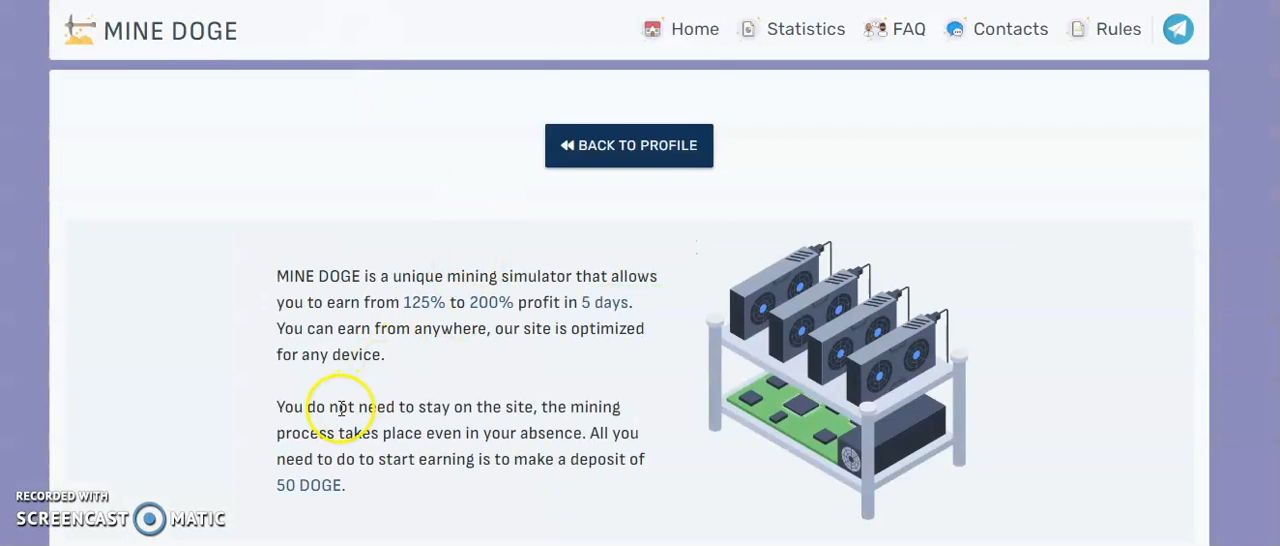 MINE DOGE
Home
Statistics
FAQ
Contacts
Rules
BACK TO PROFILE
MINE DOGE is a unique mining simulator that allows
you to earn from 125% to 200% profit in 5 days.
You can earn from anywhere, our site is optimized
for any device.
You do not need to stay on the site, the mining
process takes place even in your absence. All you
need to do to start earning is to make a deposit of
50 DOGE.
RECORDED WITH
SCREENCAST MATIC